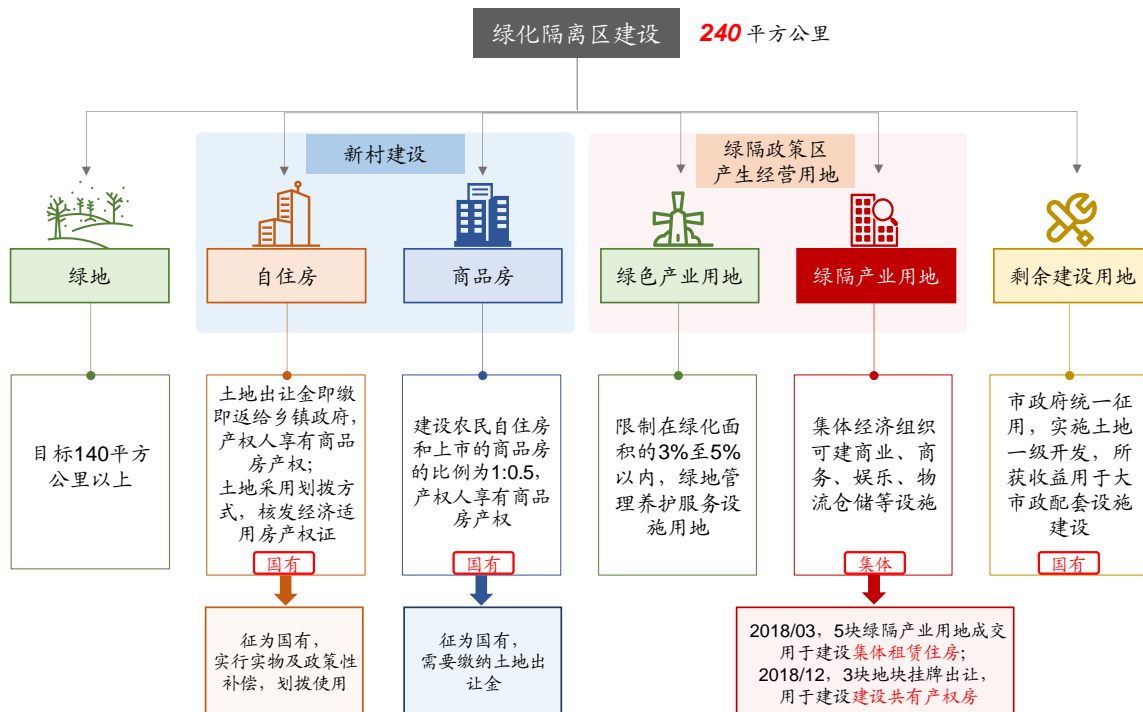 绿化隔离区建设
240 平方公里
新村建设
绿隔政策区
产生经营用地
绿地
自住房
商品房
绿色产业用地
绿隔产业用地
剩余建设用地
目标140平方
公里以上
土地出让金即缴
即返给乡镇政府，
产权人享有商品
房产权；
土地采用划拨方
式，核发经济适
用房产权证
国有
建设农民自住房
和上市的商品房
的比例为1:0.5，
产权人享有商品
房产权
国有
限制在绿化面
积的3%至5%
以内，绿地管
理养护服务设
施用地
集体经济组织
可建商业、商
务、娱乐、物
流仓储等设施
集体
市政府统一征
用，实施土地
一级开发，所
获收益用于大
市政配套设施
建设
国有
征为国有，
实行实物及政策性
补偿，划拨使用
征为国有，
需要缴纳土地出
让金
2018/03，5块绿隔产业用地成交
用于建设集体租赁住房；
2018/12，3块地块挂牌出让，
用于建设建设共有产权房